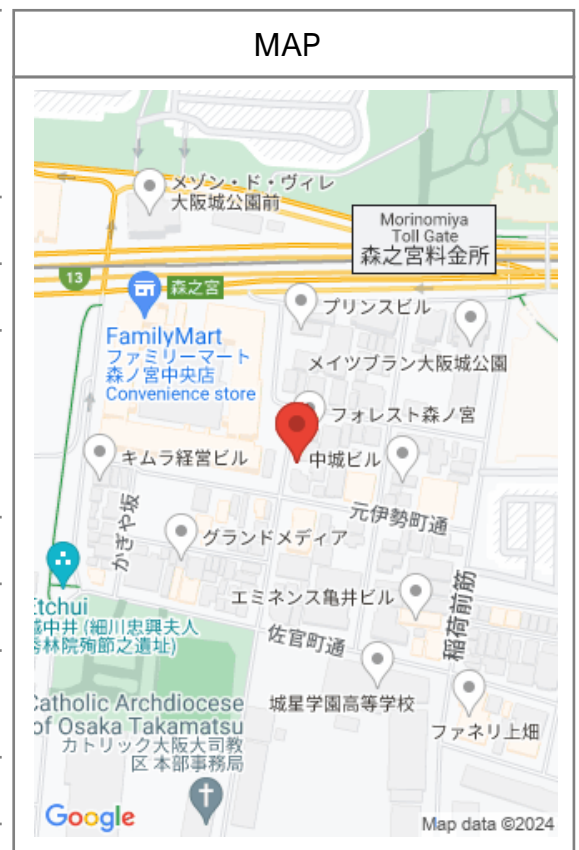 MAP
メゾン・ド・ヴィレ
大阪城公園前
Morinomiya
Toll Gate
森之宮料金所
13
森之宮
プリンスビル
FamilyMart
ファミリーマート
森ノ宮中央店
Convenience store
メイツブラン大阪城公園
フォレスト森ノ宮
キムラ経営ビル
中城ビル
かぎや坂
元伊勢町通
グランドメディア
Etchui
越中井 (細川忠興夫人
秀林院殉節之遺址)
エミネンス亀井ビル
稲荷前筋
佐官町通
城星学園高等学校
Catholic Archdiocese
of Osaka Takamatsu
カトリック大阪大司教
区 本部事務局
ファネリ上畑
Google
Map data ©2024